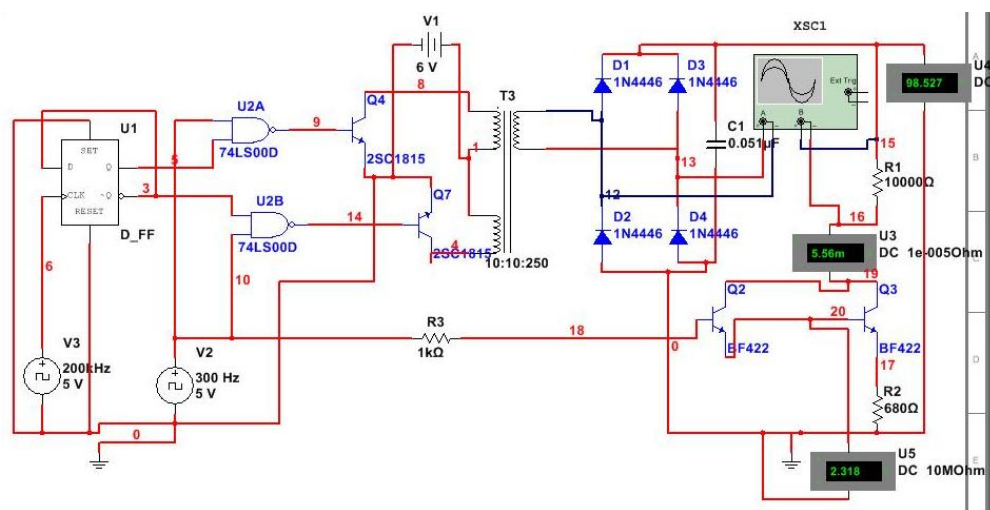 XSC1
V1
6 V
A
U4
D1
1N4446
D3
1N4446
Ext Trig
98.527
DC
8
T3
U2A
Q4
9
74LS00D
2SC1815
U1
SET
D
Q
CLK
~Q
RESET
D_FF
5
3
1
A
B
C1
0.051µF
15
B
13
R1
10000Ω
12
U2B
14
74LS00D
Q7
2SC1815
4
10:10:250
D2
1N4446
D4
1N4446
16
U3
5.56m
DC 1e-005Ohm
C
6
10
19
Q2
Q3
20
R3
1kΩ
18
0
BF422
BF422
D
V3
200kHz
5 V
V2
300 Hz
5 V
17
R2
680Ω
0
U5
2.318
DC 10MOhm
E